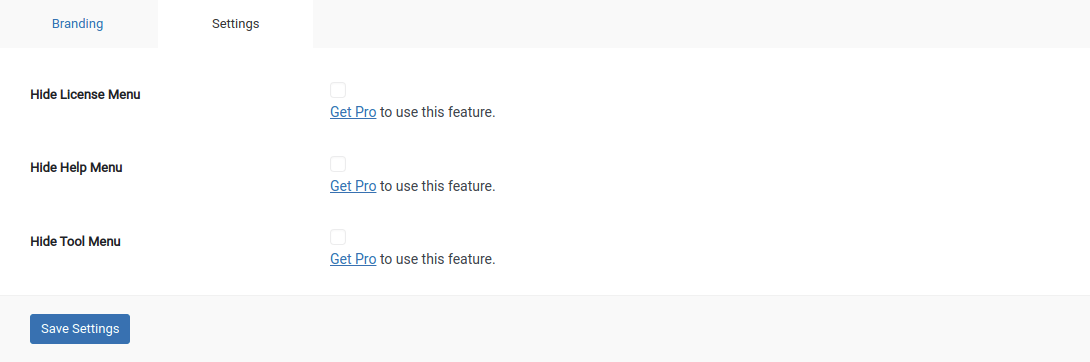 Branding
Settings
Hide License Menu
Get Pro to use this feature.
Hide Help Menu
Get Pro to use this feature.
Hide Tool Menu
Get Pro to use this feature.
Save Settings